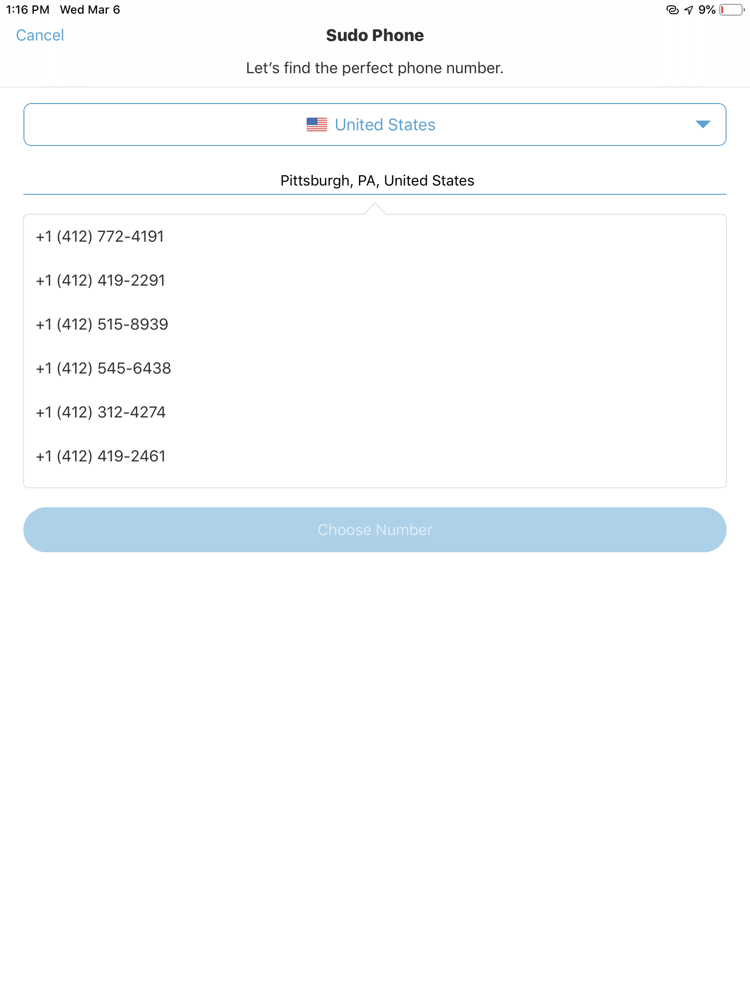 1:16 PM Wed Mar 6 9%
Cancel Sudo Phone
Let’s find the perfect phone number.
United States
Pittsburgh, PA, United States
+1 (412) 772-4191
+1 (412) 419-2291
+1 (412) 515-8939
+1 (412) 545-6438
+1 (412) 312-4274
+1 (412) 419-2461
Choose Number